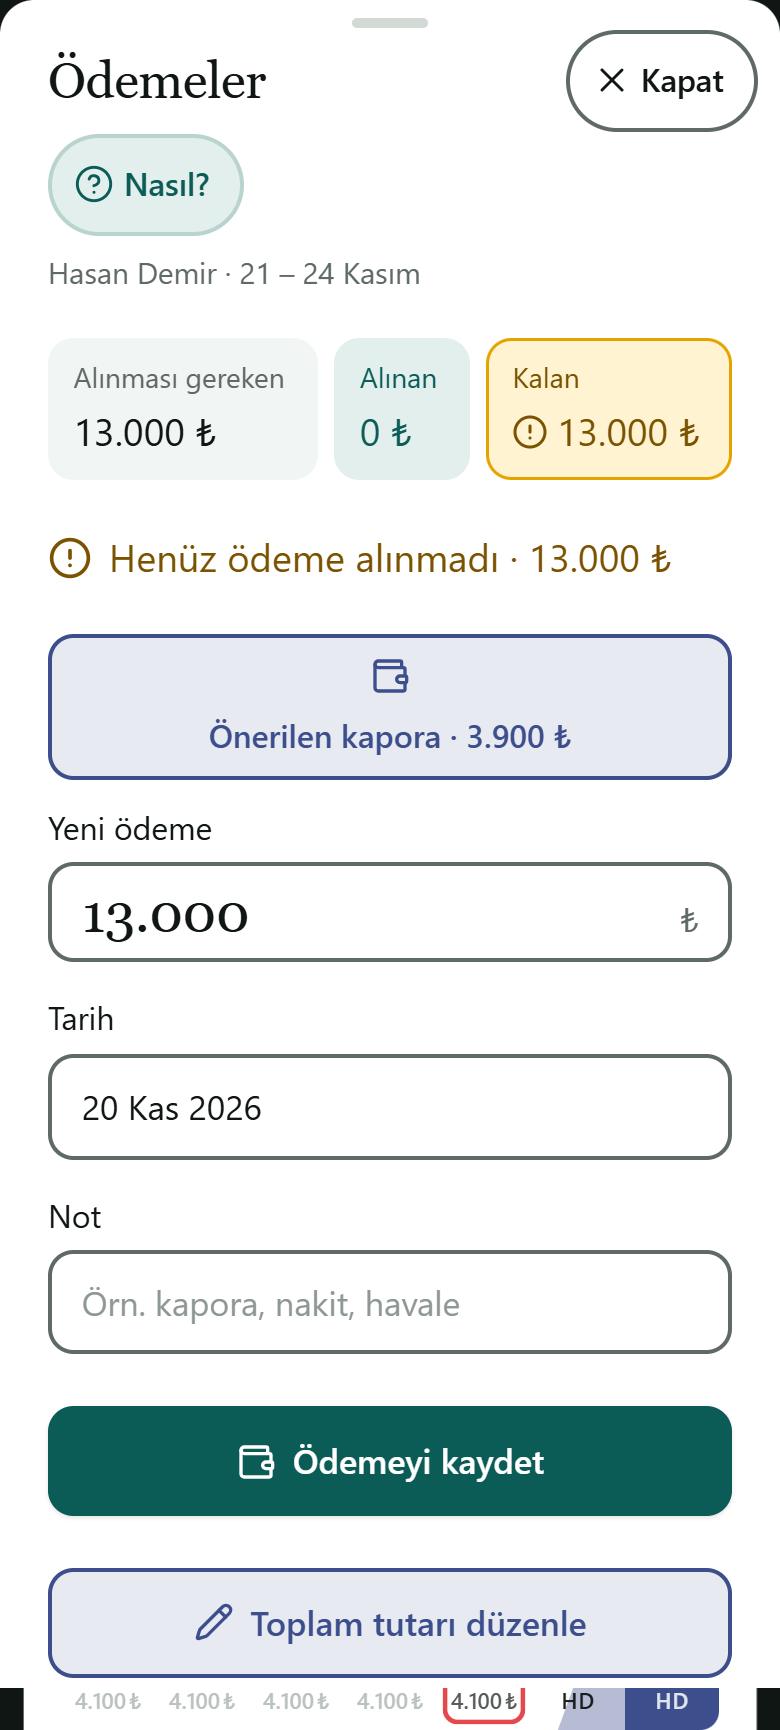 Ödemeler
Kapat
Nasıl?
Hasan Demir · 21 – 24 Kasım
Alınması gereken
13.000 ₺
Alınan
0 ₺
Kalan
13.000 ₺
Henüz ödeme alınmadı · 13.000 ₺
Önerilen kapora · 3.900 ₺
Yeni ödeme
13.000 ₺
Tarih
20 Kas 2026
Not
Örn. kapora, nakit, havale
Ödemeyi kaydet
Toplam tutarı düzenle
4.100 ₺ 4.100 ₺ 4.100 ₺ 4.100 ₺ 4.100 ₺ HD HD